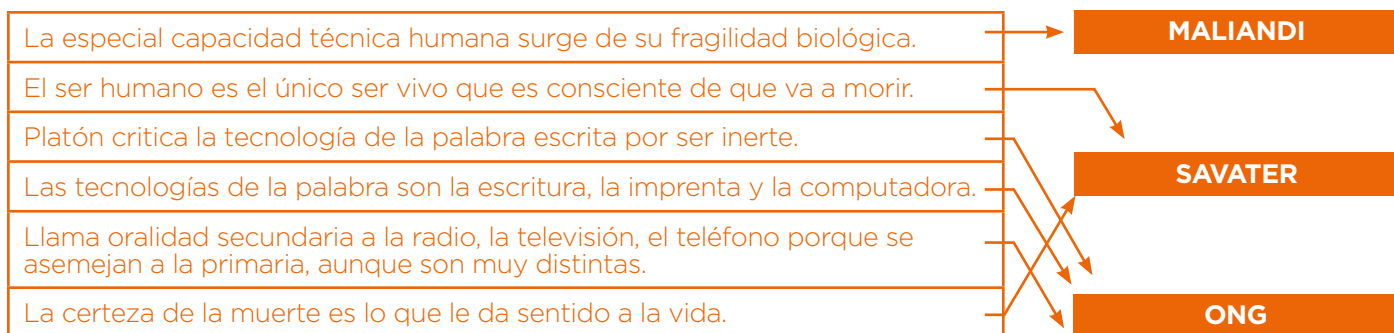 La especial capacidad técnica humana surge de su fragilidad biológica.
MALIANDI
El ser humano es el único ser vivo que es consciente de que va a morir.
Platón critica la tecnología de la palabra escrita por ser inerte.
Las tecnologías de la palabra son la escritura, la imprenta y la computadora.
SAVATER
Llama oralidad secundaria a la radio, la televisión, el teléfono porque se
asemejan a la primaria, aunque son muy distintas.
La certeza de la muerte es lo que le da sentido a la vida.
ONG